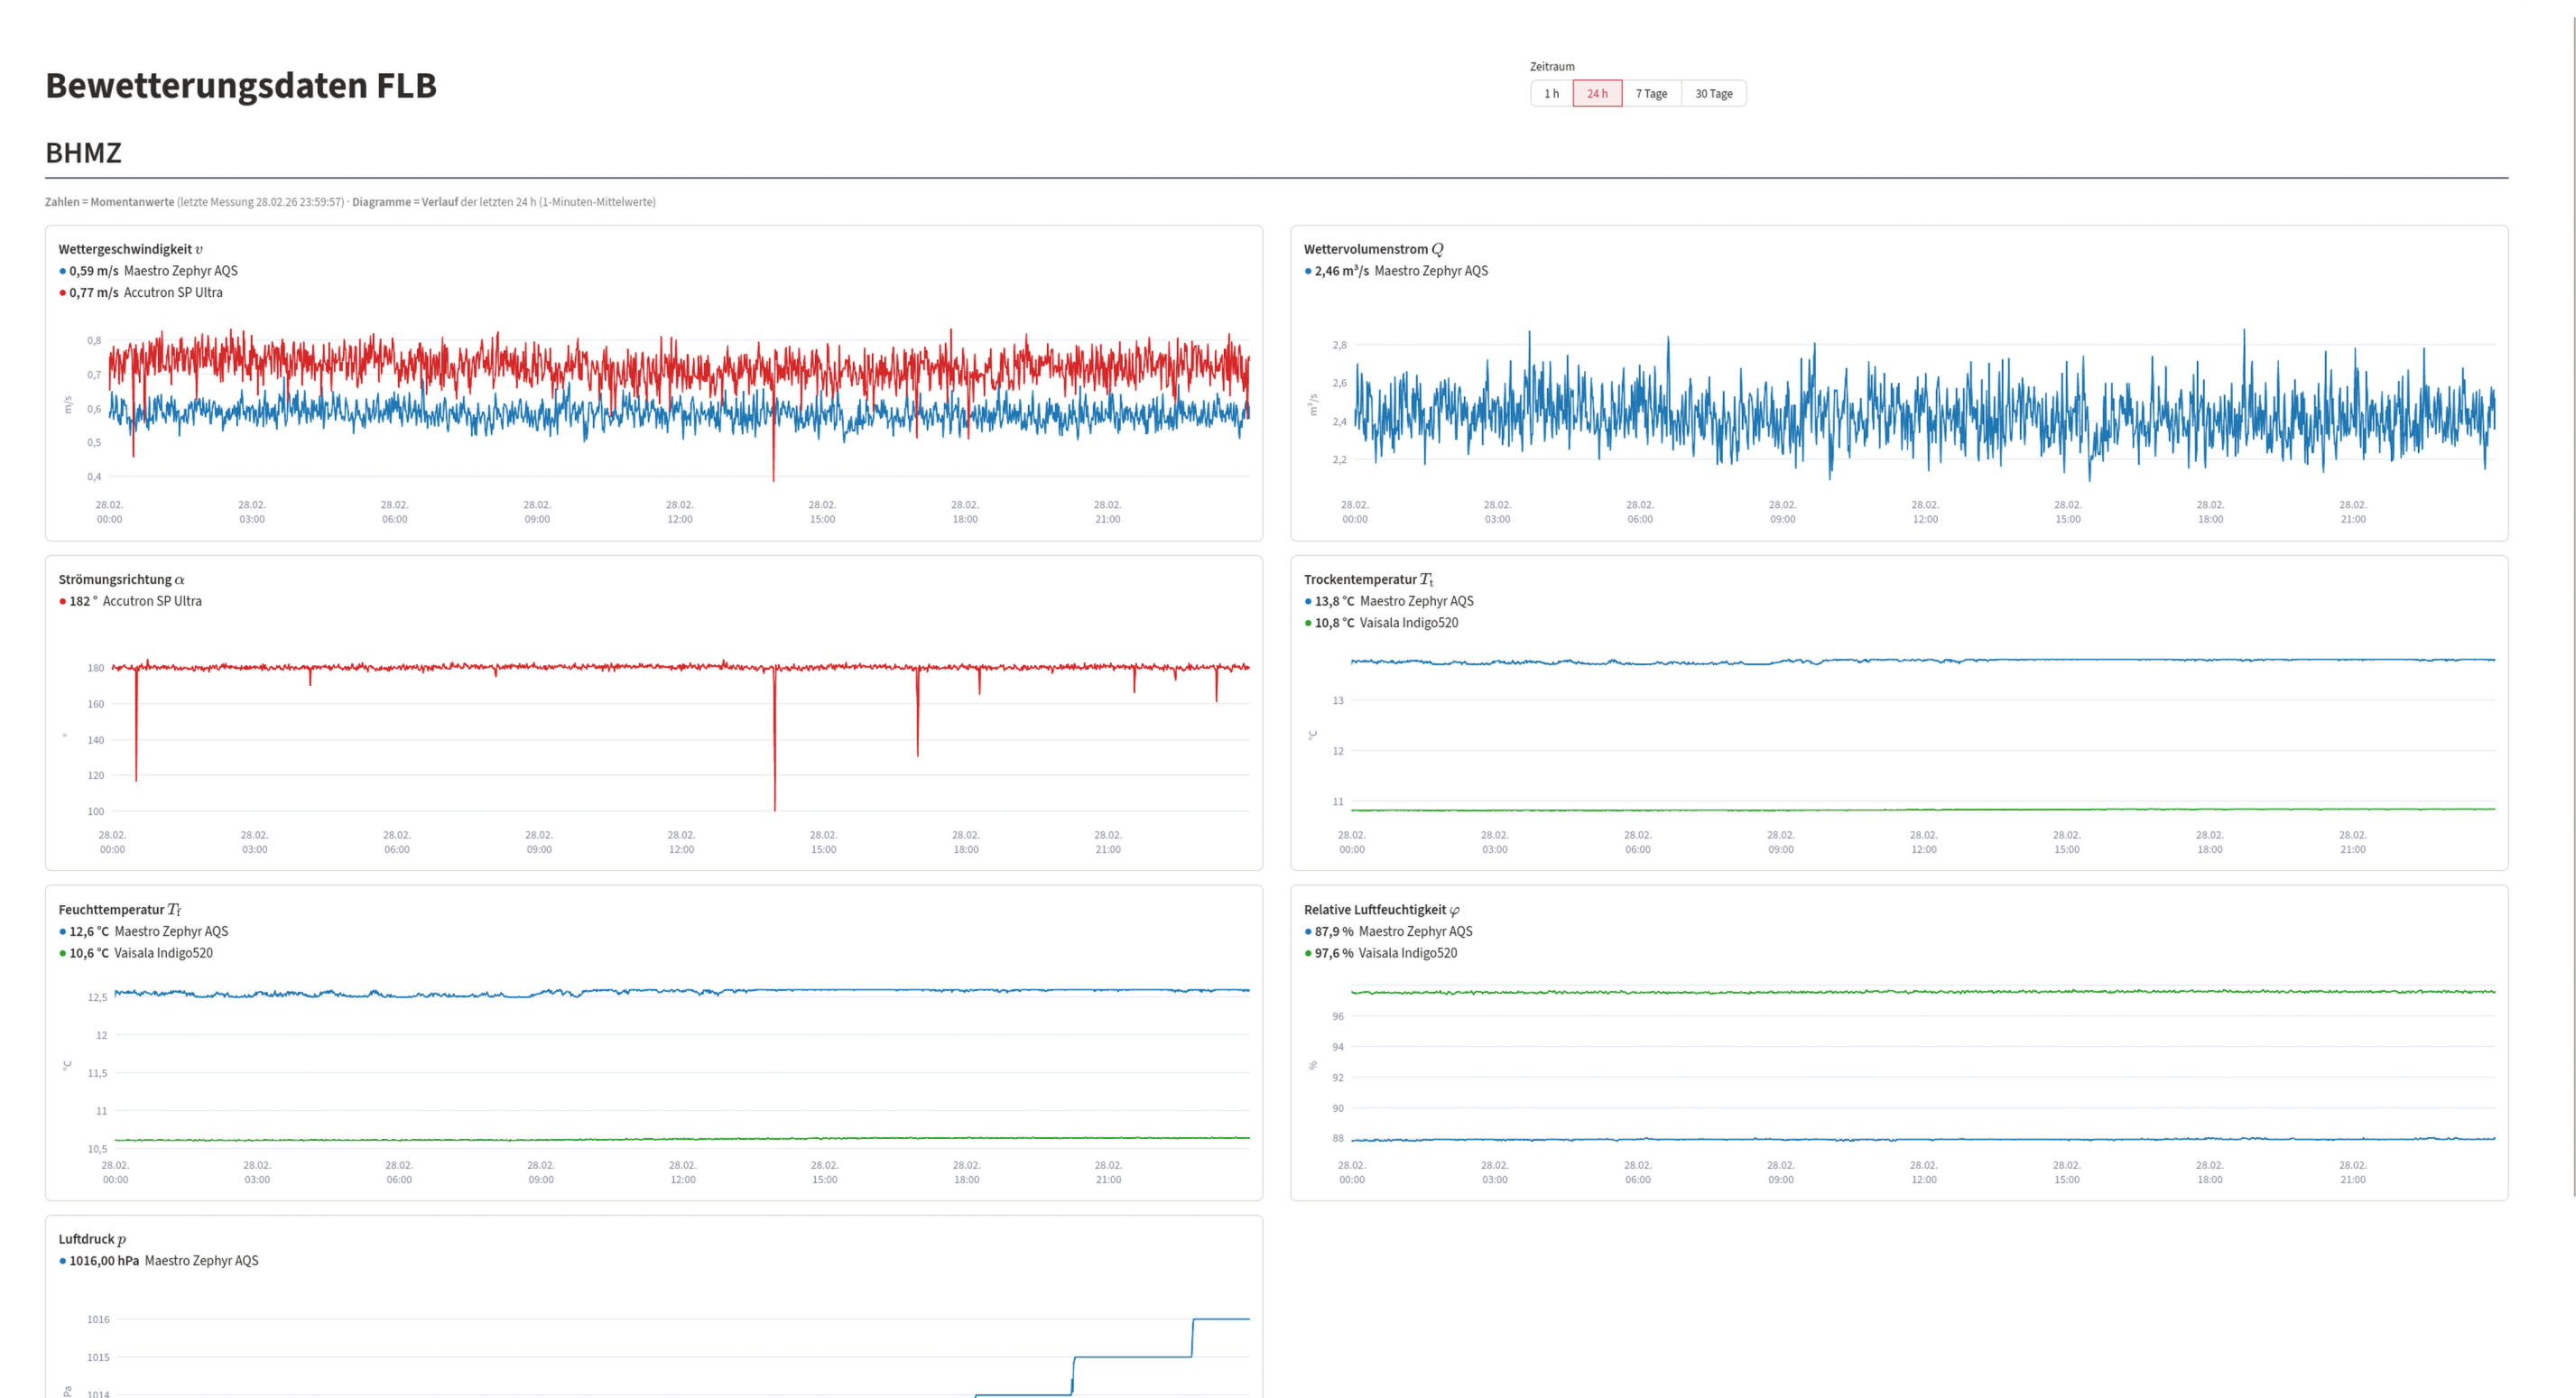 Bewetterungsdaten FLB
Zeitraum
1 h 24 h 7 Tage 30 Tage
BHMZ
Zahlen = Momentanwerte (letzte Messung 28.02.26 23:59:57) · Diagramme = Verlauf der letzten 24 h (1-Minuten-Mittelwerte)
Wettergeschwindigkeit v
0,59 m/s Maestro Zephyr AQS
0,77 m/s Accutron SP Ultra
m/s
0,8
0,7
0,6
0,5
0,4
28.02. 28.02. 28.02. 28.02. 28.02. 28.02. 28.02. 28.02.
00:00 03:00 06:00 09:00 12:00 15:00 18:00 21:00
Wettervolumenstrom Q
2,46 m³/s Maestro Zephyr AQS
m³/s
2,8
2,6
2,4
2,2
28.02. 28.02. 28.02. 28.02. 28.02. 28.02. 28.02. 28.02.
00:00 03:00 06:00 09:00 12:00 15:00 18:00 21:00
Strömungsrichtung α
182 ° Accutron SP Ultra
°
180
160
140
120
100
28.02. 28.02. 28.02. 28.02. 28.02. 28.02. 28.02. 28.02.
00:00 03:00 06:00 09:00 12:00 15:00 18:00 21:00
Trockentemperatur Tt
13,8 °C Maestro Zephyr AQS
10,8 °C Vaisala Indigo520
°C
13
12
11
28.02. 28.02. 28.02. 28.02. 28.02. 28.02. 28.02. 28.02.
00:00 03:00 06:00 09:00 12:00 15:00 18:00 21:00
Feuchttemperatur Tf
12,6 °C Maestro Zephyr AQS
10,6 °C Vaisala Indigo520
°C
12,5
12
11,5
11
10,5
28.02. 28.02. 28.02. 28.02. 28.02. 28.02. 28.02. 28.02.
00:00 03:00 06:00 09:00 12:00 15:00 18:00 21:00
Relative Luftfeuchtigkeit φ
87,9 % Maestro Zephyr AQS
97,6 % Vaisala Indigo520
%
96
94
92
90
88
28.02. 28.02. 28.02. 28.02. 28.02. 28.02. 28.02. 28.02.
00:00 03:00 06:00 09:00 12:00 15:00 18:00 21:00
Luftdruck p
1016,00 hPa Maestro Zephyr AQS
1016
1015
1014